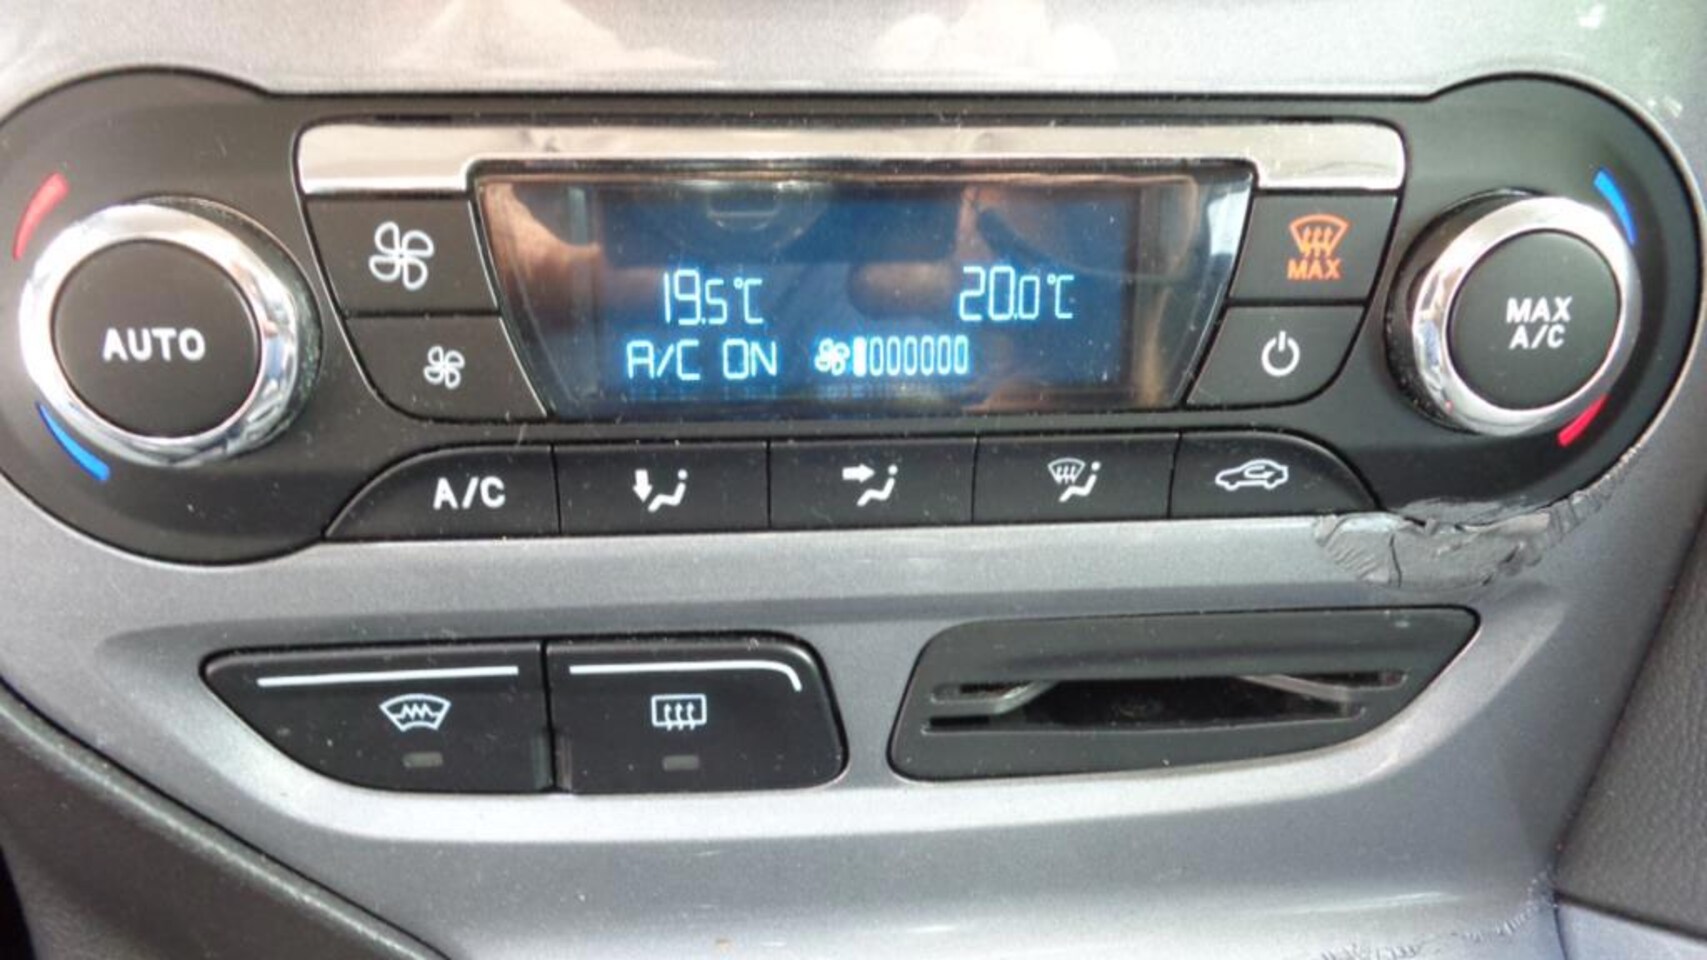 AUTO
19.5°C 20.0°C
A/C ON
MAX
MAX
A/C
A/C